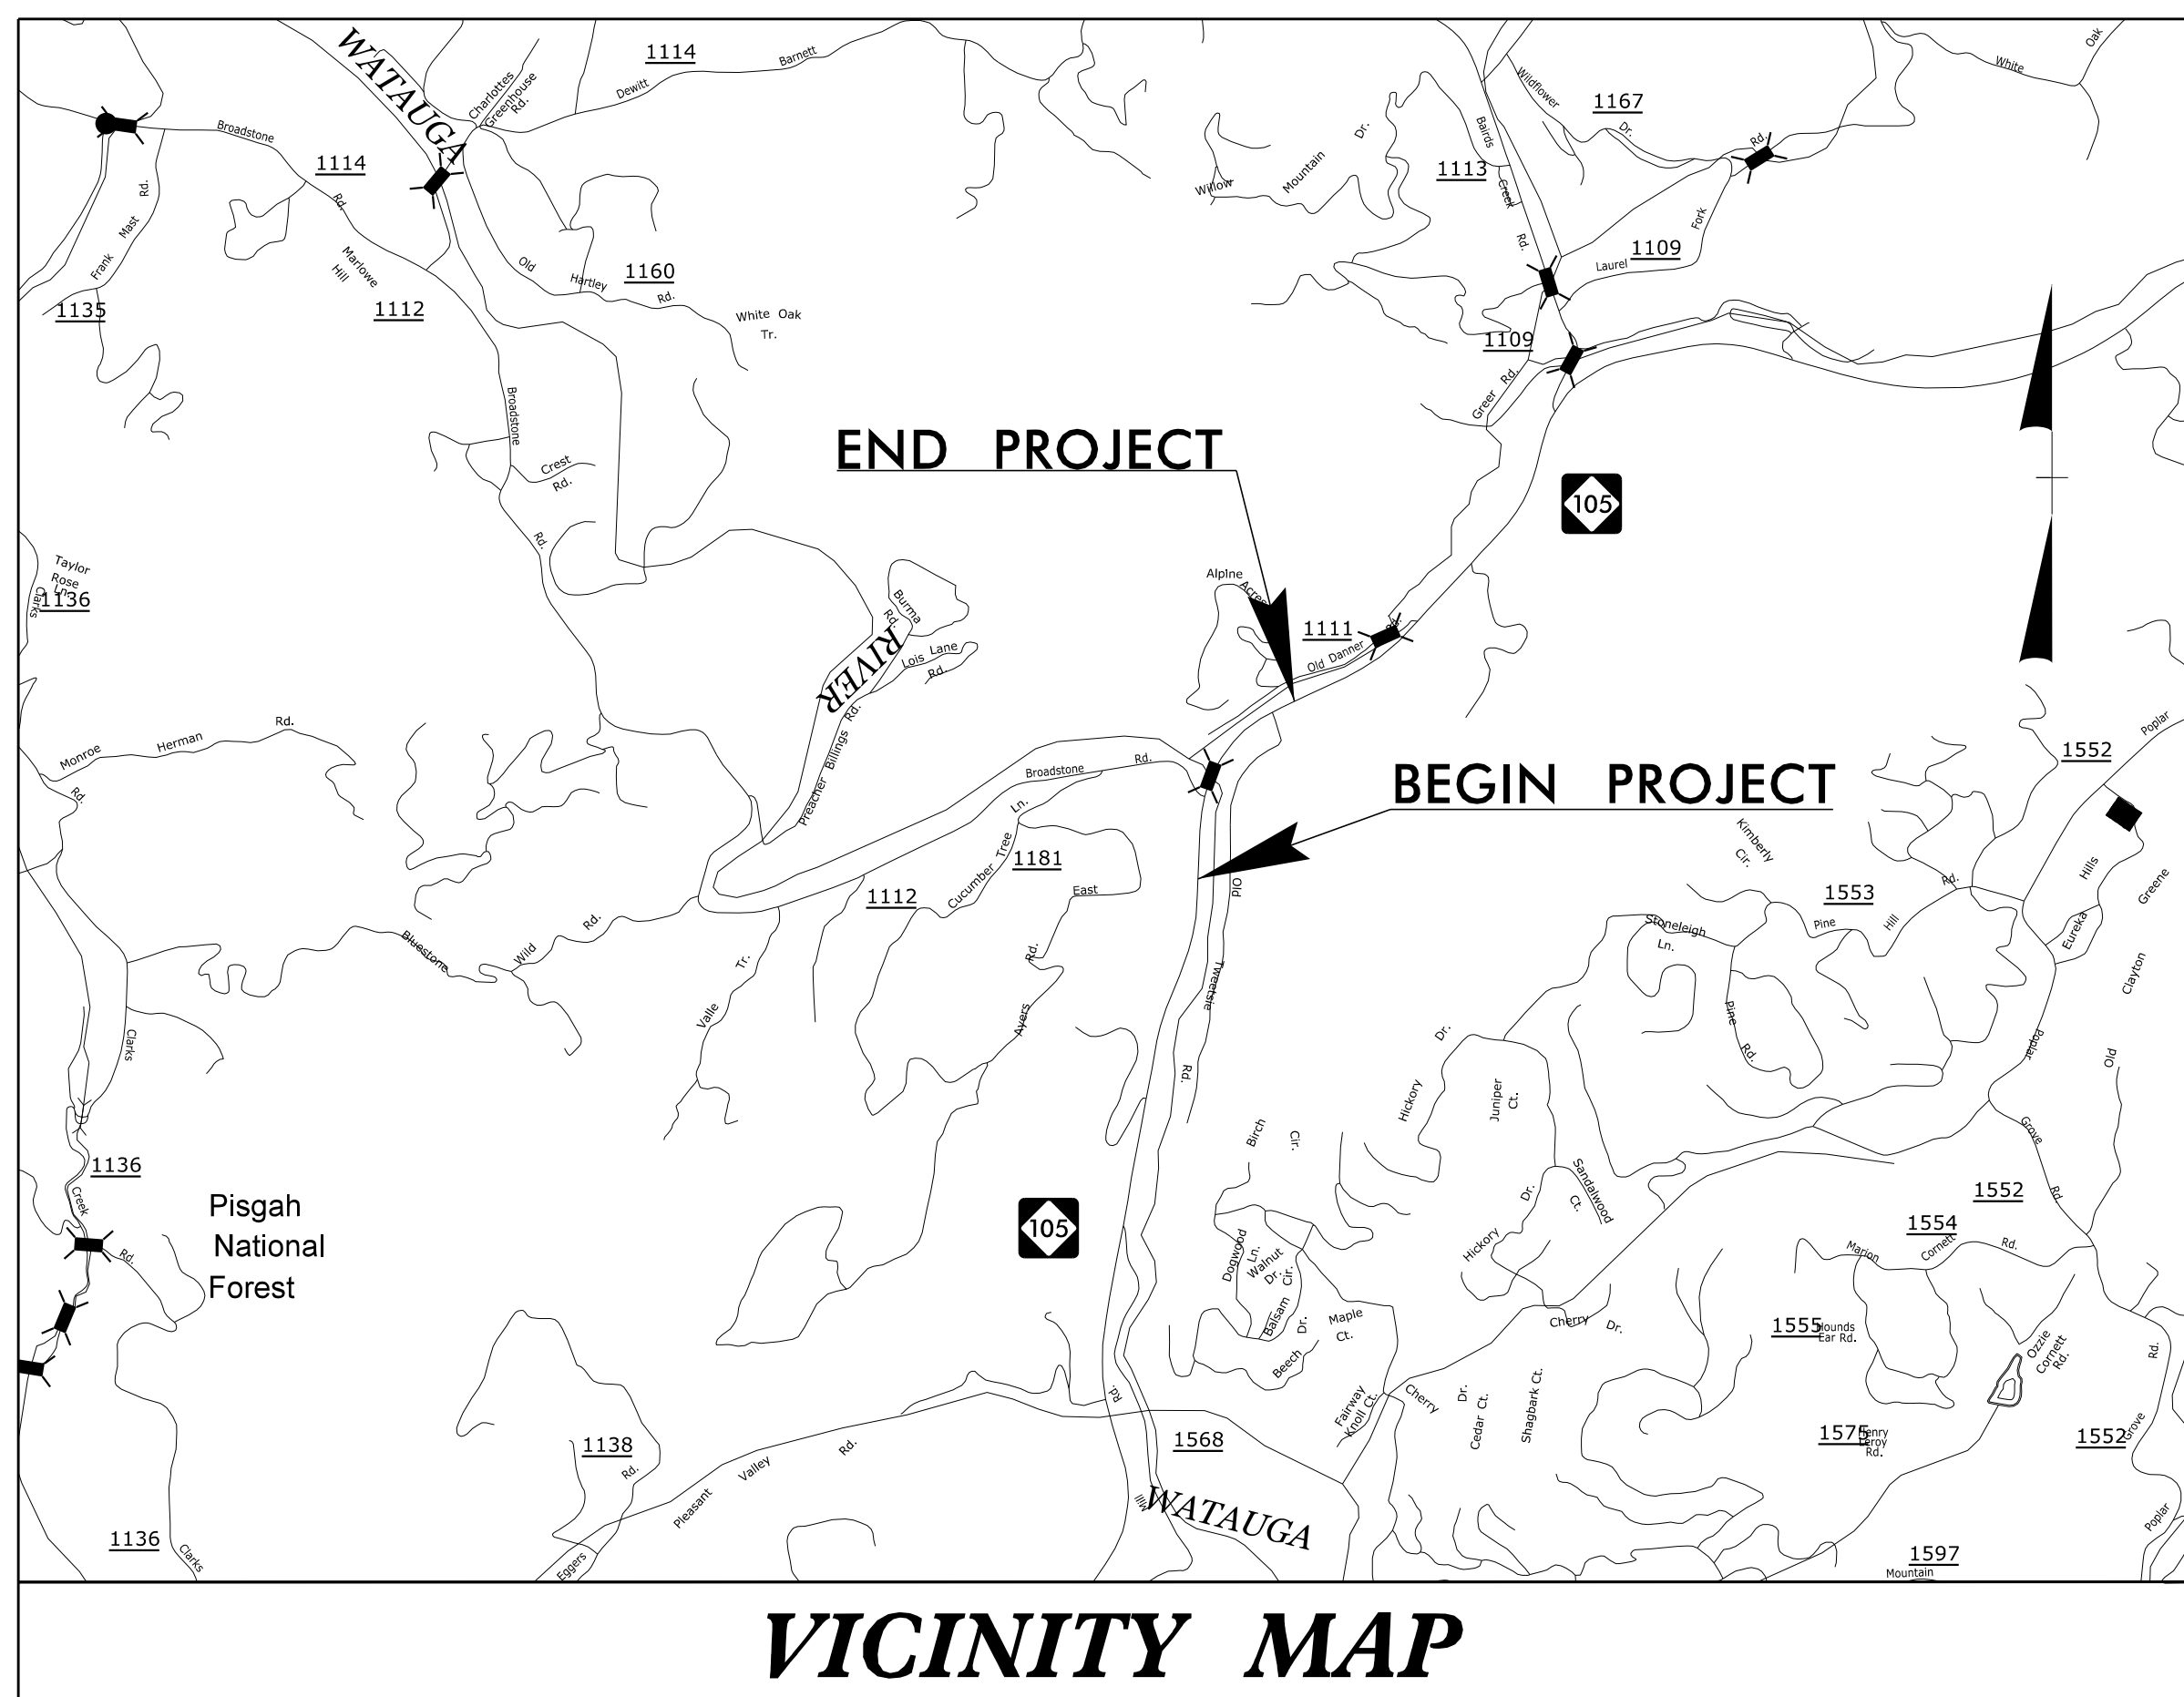 WATAUGA
Charlottes
Greenhouse
Rd.
1114
Dewitt
Barnett
Wildflower
1167
Dr.
White
Oak
Broadstone
1114
Rd.
Frank Mast Rd.
1135
Marlowe
Hill
1112
Old Hartley Rd.
1160
White Oak
Tr.
Willow Mountain Dr.
1113
Bairds Creek Rd.
Rd.
Laurel Fork
1109
1109
Greer Rd.
Broadstone
Rd.
Crest
Rd.
END PROJECT
105
Taylor
Rose
Ln.
Clarks
1136
Burma
Rd.
RIVER
Lois Lane
Rd.
Alpine
Acres
1111
Old Danner Rd.
Monroe Herman Rd.
Rd.
Preacher Billings Rd.
Broadstone Rd.
BEGIN PROJECT
1552
Poplar
Cucumber Tree Ln.
1181
1112
East
Ayers Rd.
Old
Tweetsie
Rd.
Kimberly
Cir.
1553
Stoneleigh
Ln.
Pine Hill Rd.
Hills
Eureka
Greene
Clayton
Old
Bluestone
Wild Rd.
Valle Tr.
Clarks
Pine
Rd.
Poplar
Grove
Rd.
1136
Creek
Rd.
Pisgah
National
Forest
105
Birch Cir.
Hickory Dr.
Juniper
Ct.
Sandalwood
Ct.
Hickory Dr.
1552
1554
Marion Cornett Rd.
Dogwood
Ln.
Walnut
Dr.
Balsam Cir.
Beech Dr.
Maple
Ct.
Cherry Dr.
1555
Hounds
Ear Rd.
Ozzie
Cornett
Rd.
Fairway
Knoll Ct.
Cherry Dr.
Cedar Ct.
Shagbark Ct.
1575
Henry
Leroy
Rd.
1552
Grove Rd.
Poplar
1138
Rd.
Eggers
Pleasant Valley Rd.
1568
Rd.
Mill
WATAUGA
1136
Clarks
1597
Mountain
VICINITY MAP